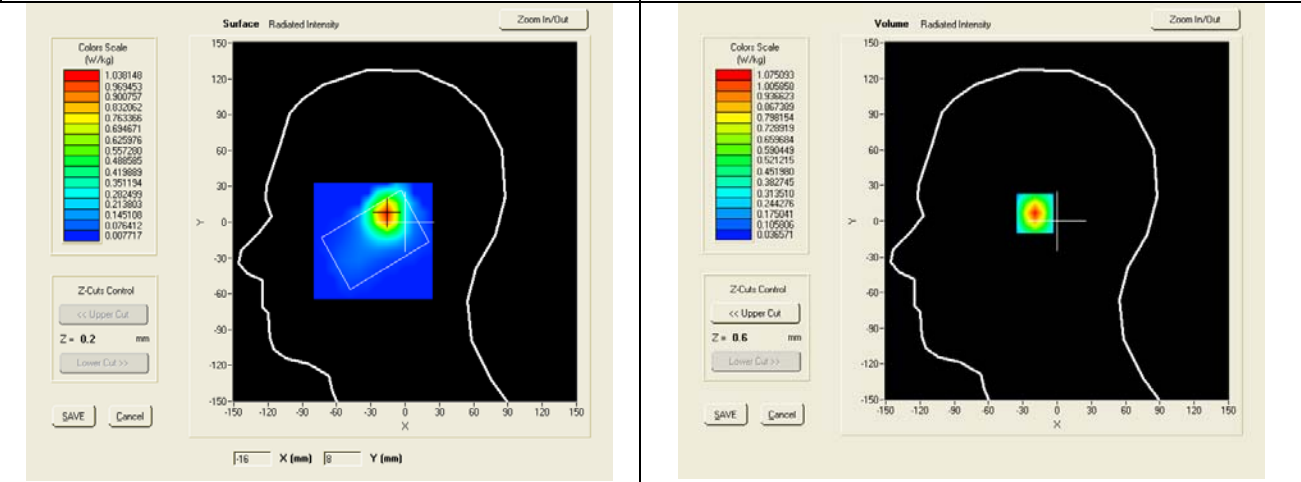 Surface Radiated Intensity
Zoom In/Out
Colors Scale
(W/kg)
1.038148
0.969453
0.900757
0.832062
0.763366
0.694671
0.625976
0.557280
0.488585
0.419889
0.351194
0.282499
0.213803
0.145108
0.076412
0.007717
150
120
90
60
30
0
-30
-60
-90
-120
-150
Y
-150 -120 -90 -60 -30 0 30 60 90 120 150
X
Z-Cuts Control
<< Upper Cut
Z = 0.2 mm
Lower Cut >>
SAVE Cancel
-16 X (mm) 8 Y (mm)
Volume Radiated Intensity
Zoom In/Out
Colors Scale
(W/kg)
1.075093
1.005858
0.936623
0.867389
0.798154
0.728919
0.659684
0.590449
0.521215
0.451980
0.382745
0.313510
0.244276
0.175041
0.105806
0.036571
150
120
90
60
30
0
-30
-60
-90
-120
-150
Y
-150 -120 -90 -60 -30 0 30 60 90 120 150
X
Z-Cuts Control
<< Upper Cut
Z = 0.6 mm
Lower Cut >>
SAVE Cancel